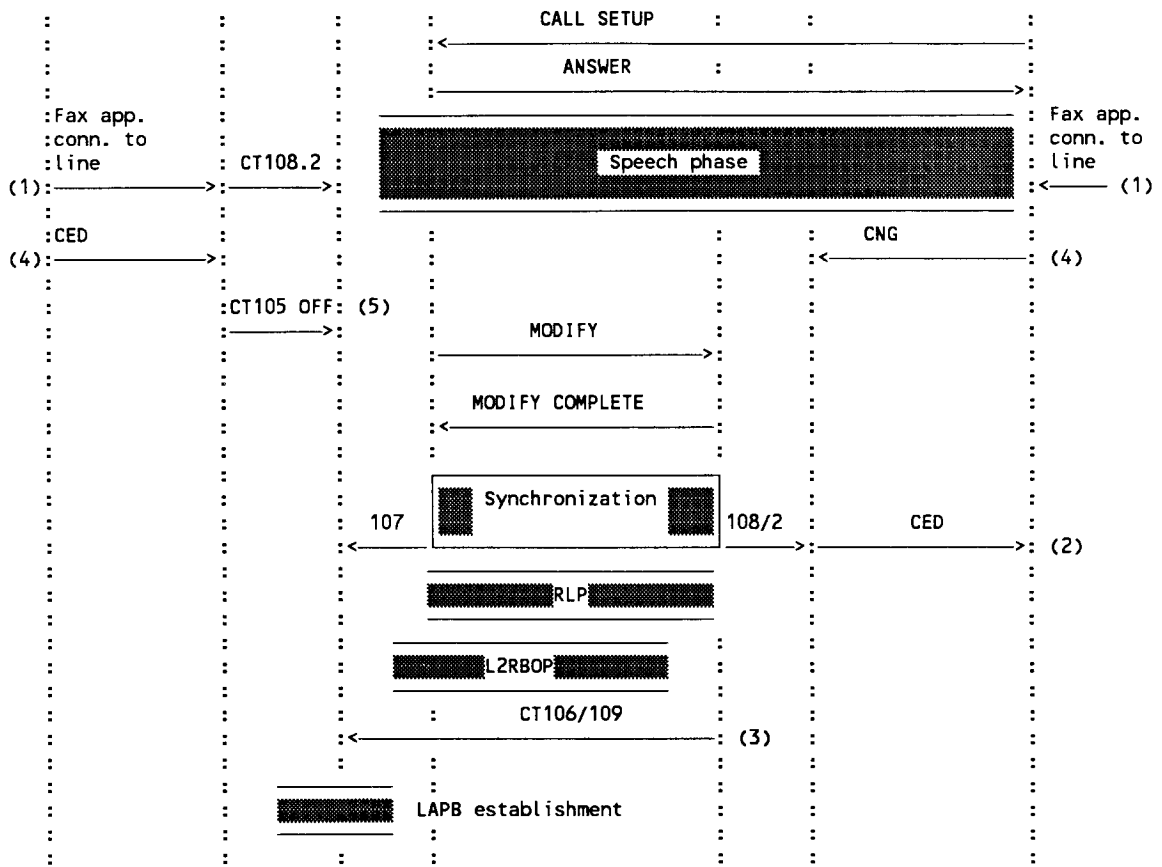 CALL SETUP
ANSWER
Fax app.
conn. to
line
Fax app.
conn. to
line
CT108.2
Speech phase
(1)
(1)
CED
CNG
(4)
(4)
CT105 OFF
(5)
MODIFY
MODIFY COMPLETE
Synchronization
107
108/2
CED
(2)
RLP
L2RBOP
CT106/109
(3)
LAPB establishment